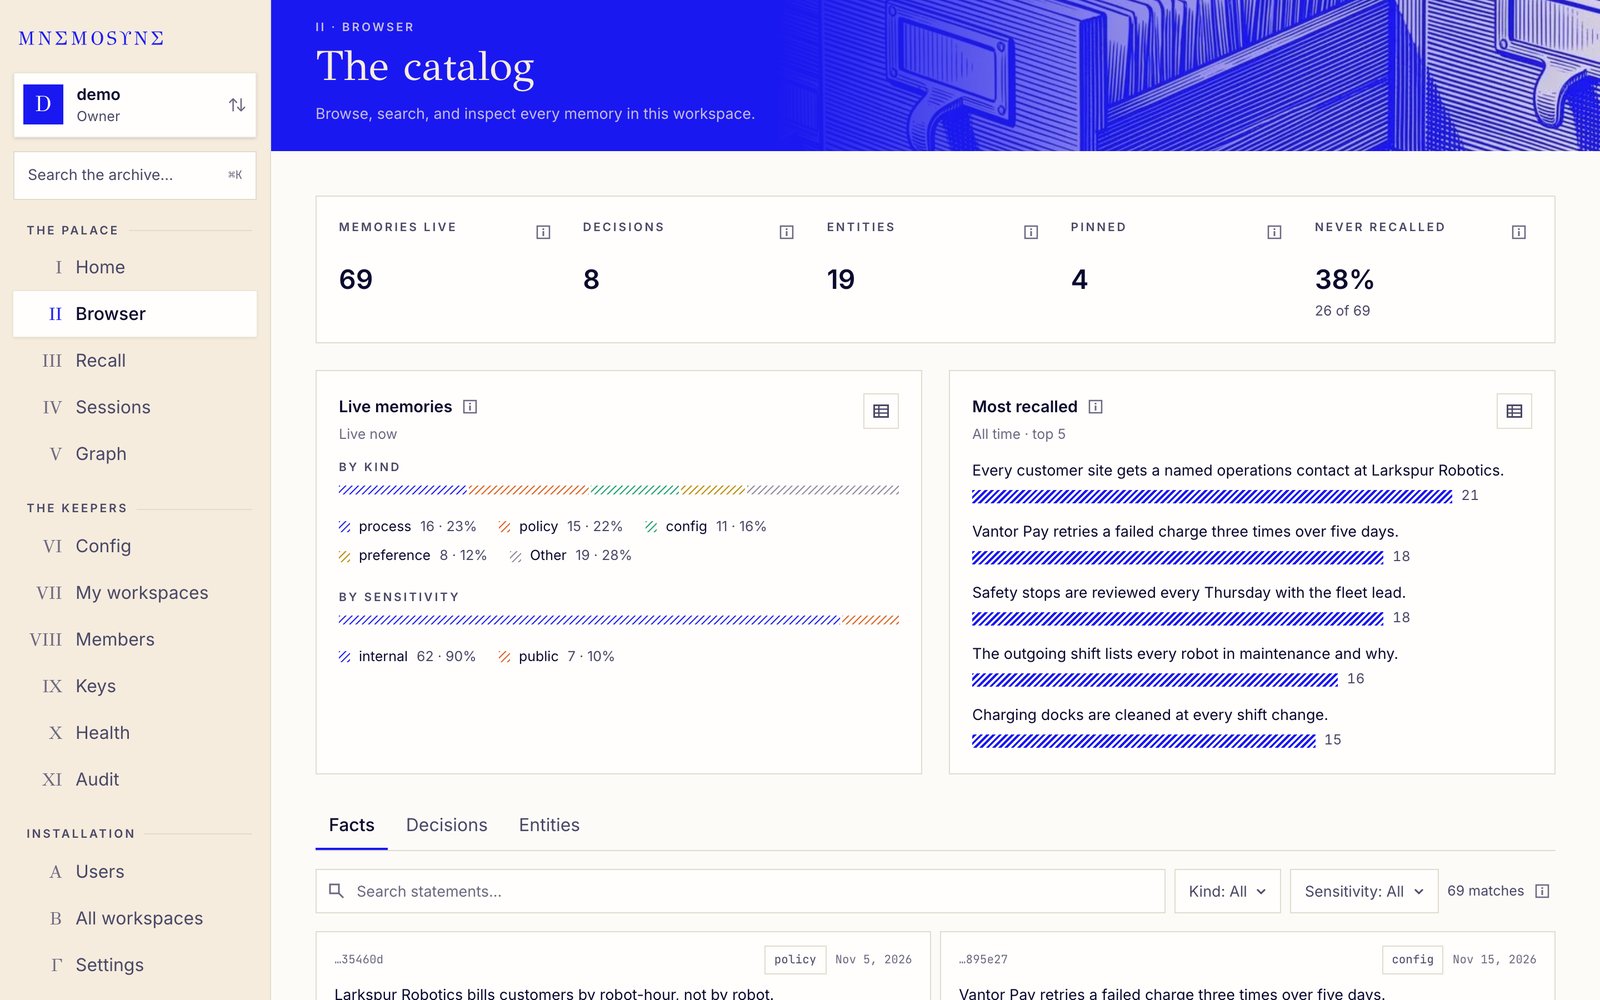 MNΣMOSYNΣ
D
demo
Owner
Search the archive...
⌘K
THE PALACE
I Home
II Browser
III Recall
IV Sessions
V Graph
THE KEEPERS
VI Config
VII My workspaces
VIII Members
IX Keys
X Health
XI Audit
INSTALLATION
A Users
B All workspaces
Γ Settings
II · BROWSER
The catalog
Browse, search, and inspect every memory in this workspace.
MEMORIES LIVE
69
DECISIONS
8
ENTITIES
19
PINNED
4
NEVER RECALLED
38%
26 of 69
Live memories
Live now
BY KIND
process 16 · 23% policy 15 · 22% config 11 · 16%
preference 8 · 12% Other 19 · 28%
BY SENSITIVITY
internal 62 · 90% public 7 · 10%
Most recalled
All time · top 5
Every customer site gets a named operations contact at Larkspur Robotics.
21
Vantor Pay retries a failed charge three times over five days.
18
Safety stops are reviewed every Thursday with the fleet lead.
18
The outgoing shift lists every robot in maintenance and why.
16
Charging docks are cleaned at every shift change.
15
Facts Decisions Entities
Search statements...
Kind: All
Sensitivity: All
69 matches
…35460d policy Nov 5, 2026
Larkspur Robotics bills customers by robot-hour, not by robot.
…895e27 config Nov 15, 2026
Vantor Pay retries a failed charge three times over five days.